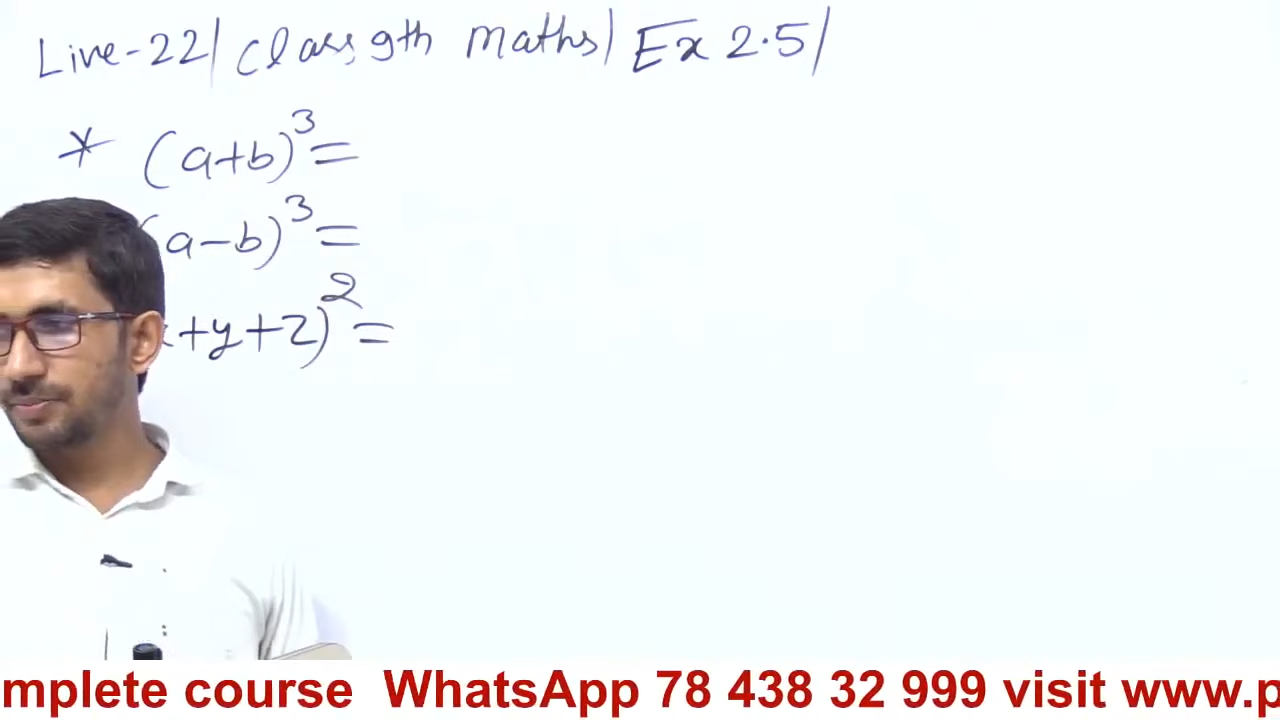 Live-22| Class 9th Maths| Ex 2.5|
* (a+b)³=
(a-b)³=
+y+z)²=
mplete course WhatsApp 78 438 32 999 visit www.p